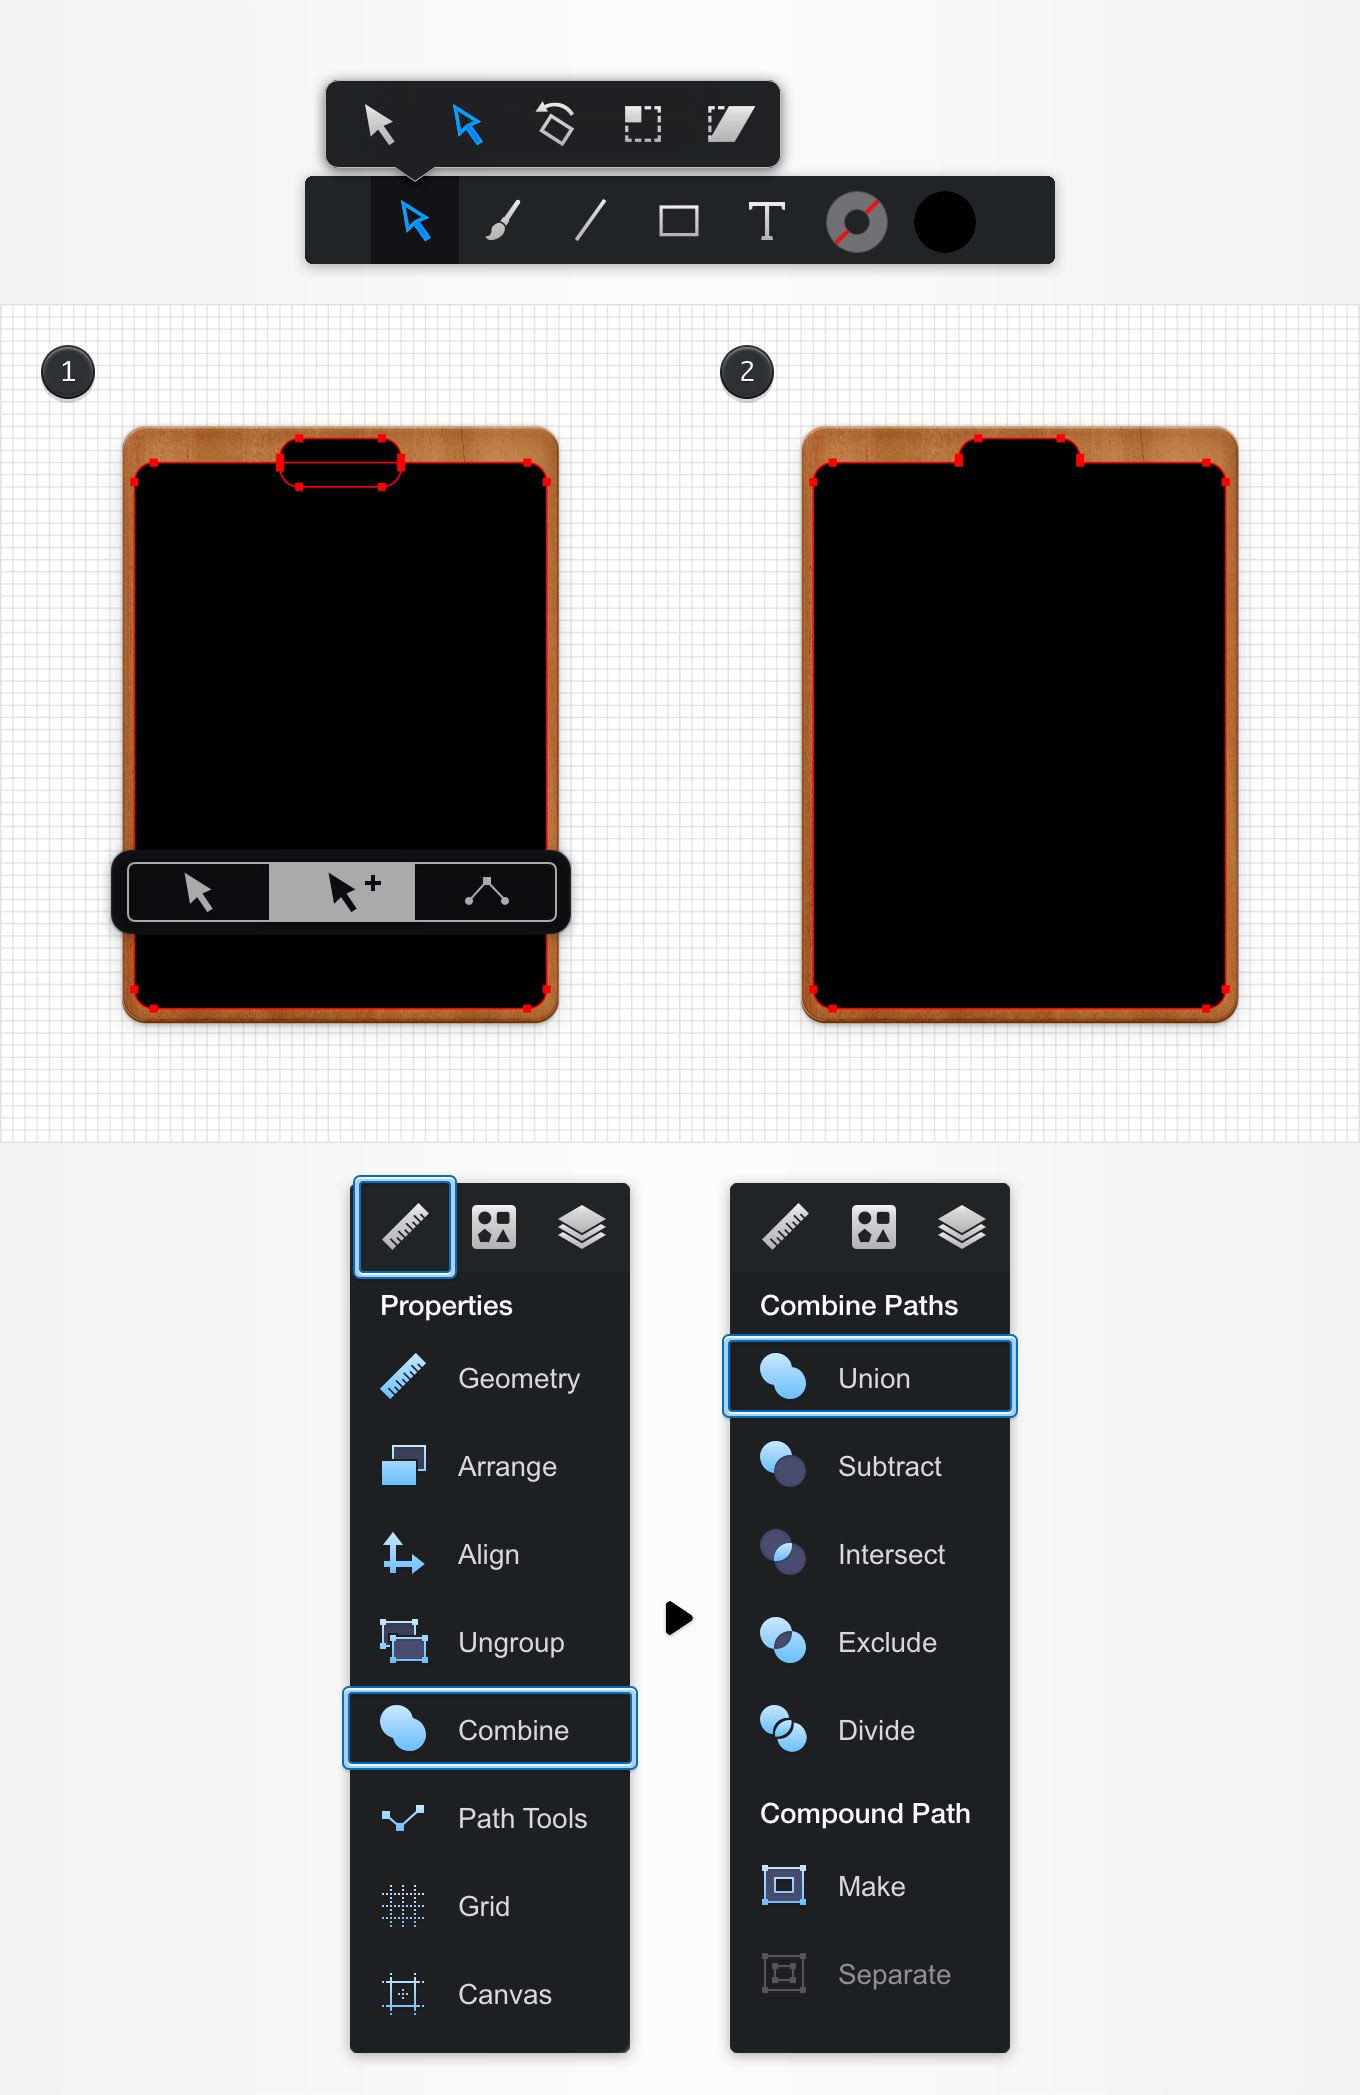 1
2
Properties
Geometry
Arrange
Align
Ungroup
Combine
Path Tools
Grid
Canvas
Combine Paths
Union
Subtract
Intersect
Exclude
Divide
Compound Path
Make
Separate